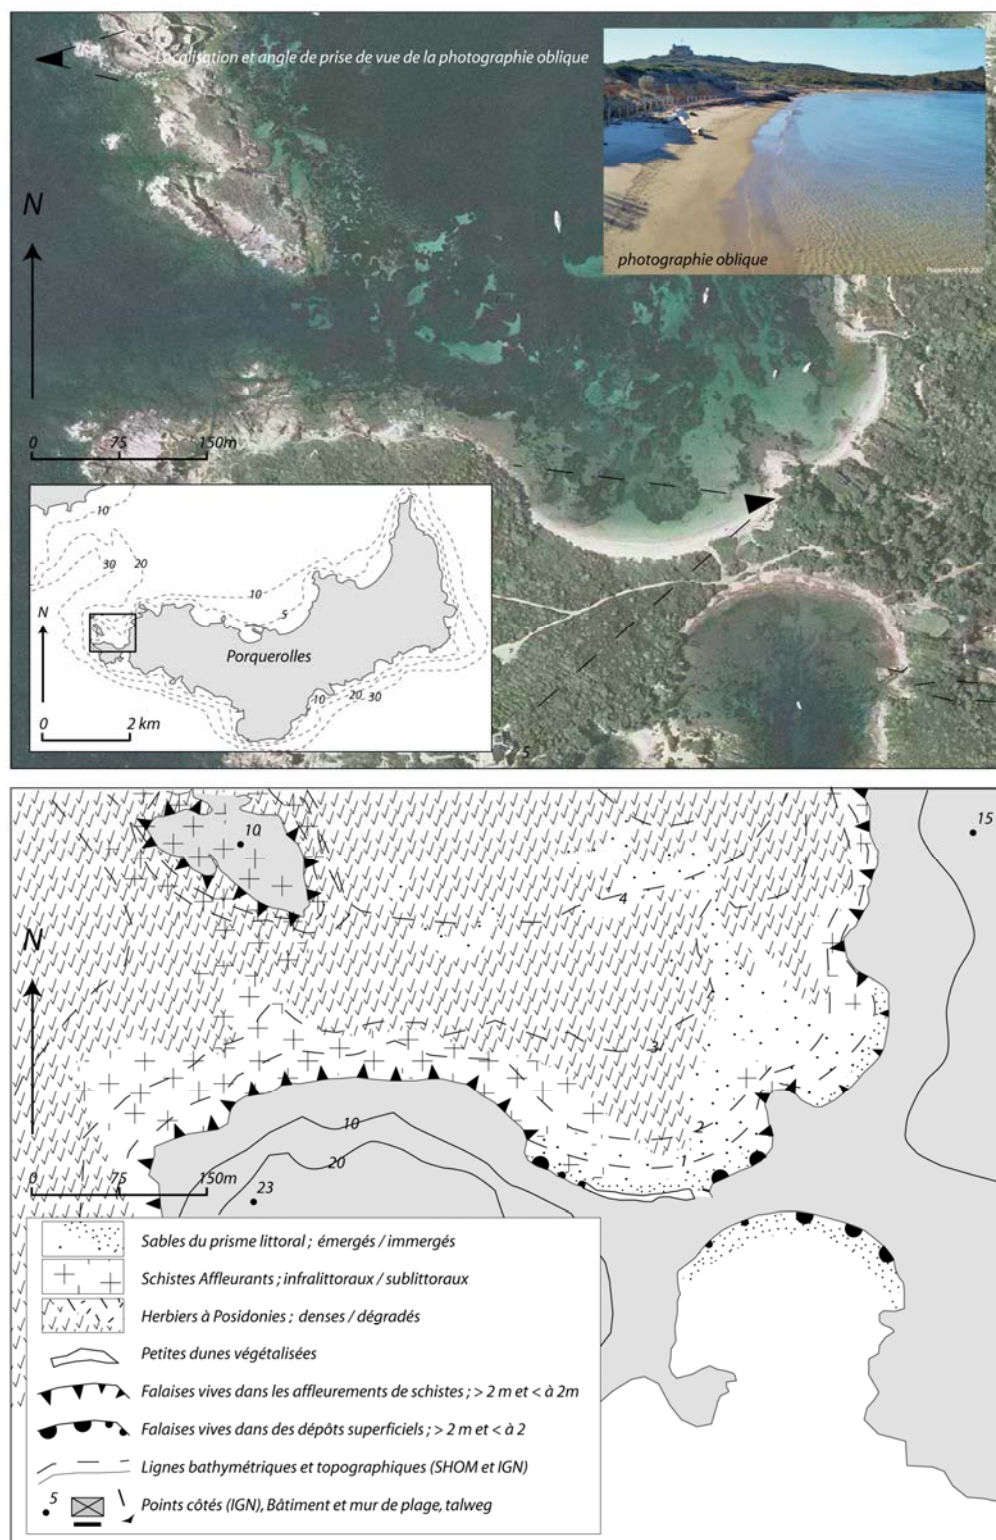 Localisation et angle de prise de vue de la photographie oblique
N
photographie oblique
0 75 150m
10
30
20
10
5
N
Porquerolles
10
20
30
0 2 km
5
10
15
4
N
3
10
2
20
1
0 75 150m
23
Sables du prisme littoral ; émergés / immergés
Schistes Affleurants ; infralittoraux / sublittoraux
Herbiers à Posidonies ; denses / dégradés
Petites dunes végétalisées
Falaises vives dans les affleurements de schistes ; > 2 m et < à 2m
Falaises vives dans des dépôts superficiels ; > 2 m et < à 2
Lignes bathymétriques et topographiques (SHOM et IGN)
5
Points côtés (IGN), Bâtiment et mur de plage, talweg